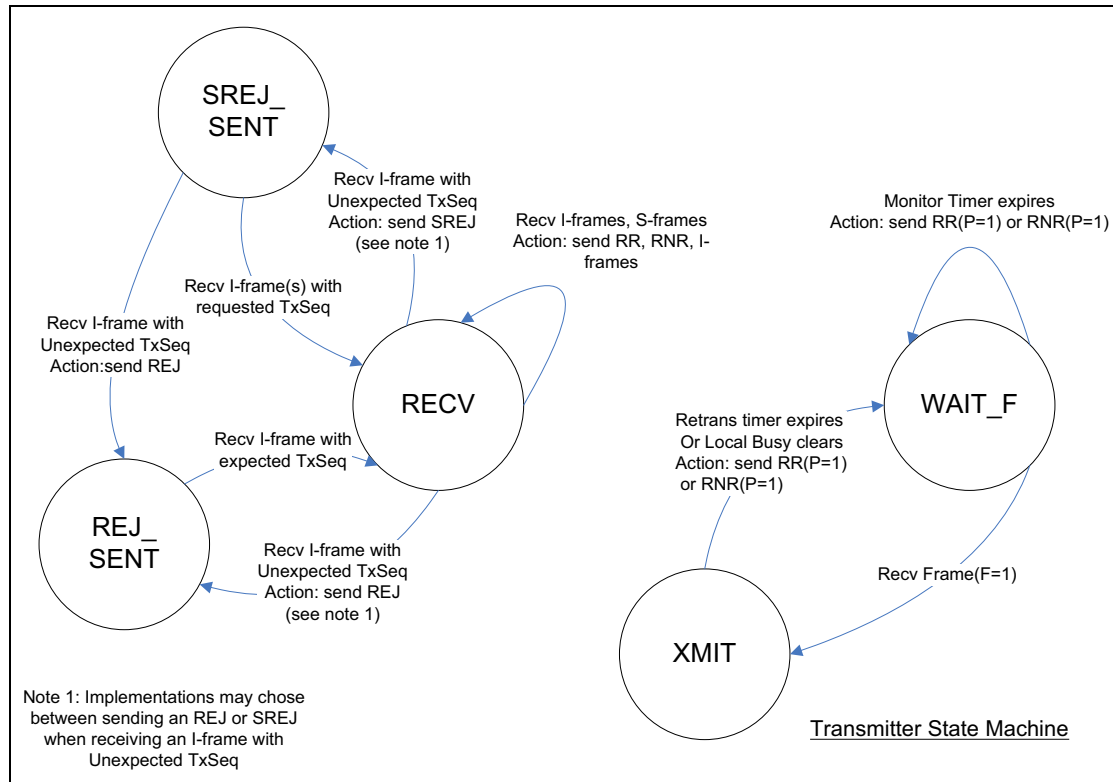 SREJ_
SENT
Recv I-frame with
Unexpected TxSeq
Action: send SREJ
(see note 1)
Recv I-frames, S-frames
Action: send RR, RNR, I-
frames
Monitor Timer expires
Action: send RR(P=1) or RNR(P=1)
Recv I-frame(s) with
requested TxSeq
Recv I-frame with
Unexpected TxSeq
Action:send REJ
RECV
WAIT_F
Retrans timer expires
Or Local Busy clears
Action: send RR(P=1)
or RNR(P=1)
Recv I-frame with
expected TxSeq
REJ_
SENT
Recv I-frame with
Unexpected TxSeq
Action: send REJ
(see note 1)
Recv Frame(F=1)
XMIT
Note 1: Implementations may chose
between sending an REJ or SREJ
when receiving an I-frame with
Unexpected TxSeq
Transmitter State Machine